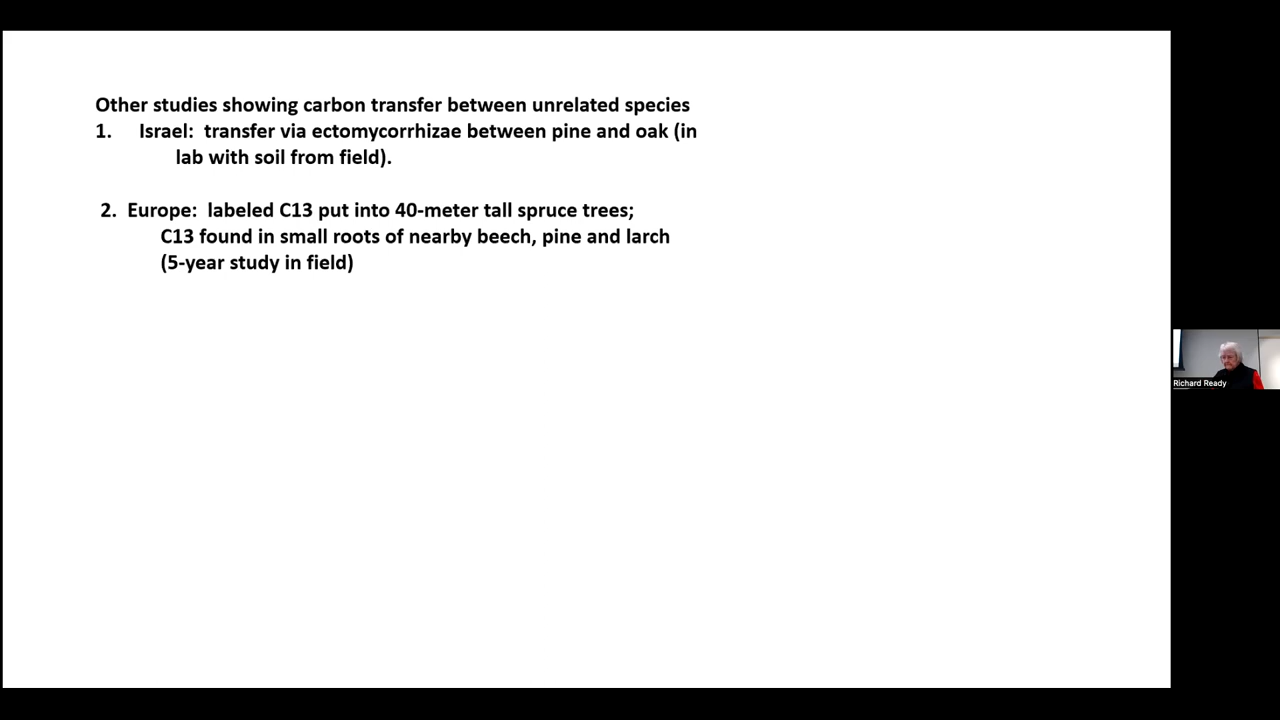 Other studies showing carbon transfer between unrelated species
1. Israel: transfer via ectomycorrhizae between pine and oak (in
lab with soil from field).
2. Europe: labeled C13 put into 40-meter tall spruce trees;
C13 found in small roots of nearby beech, pine and larch
(5-year study in field)
Richard Ready